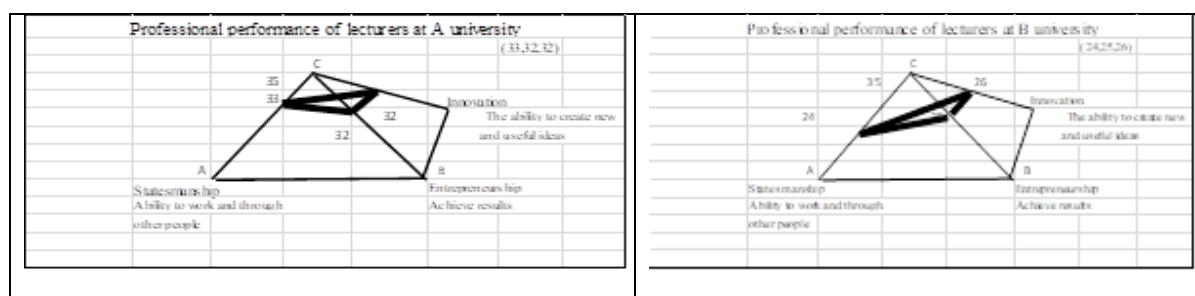 Professional performance of lecturers at A university
(33,32,32)
C
35
33
Innovation
The ability to create new
and useful ideas
32
32
A
B
Statesmanship
Ability to work and through
other people
Entrepreneurship
Achieve results
Professional performance of lecturers at B university
(24,25,26)
C
35
26
Innovation
The ability to create new
and useful ideas
24
A
B
Statesmanship
Ability to work and through
other people
Entrepreneurship
Achieve results